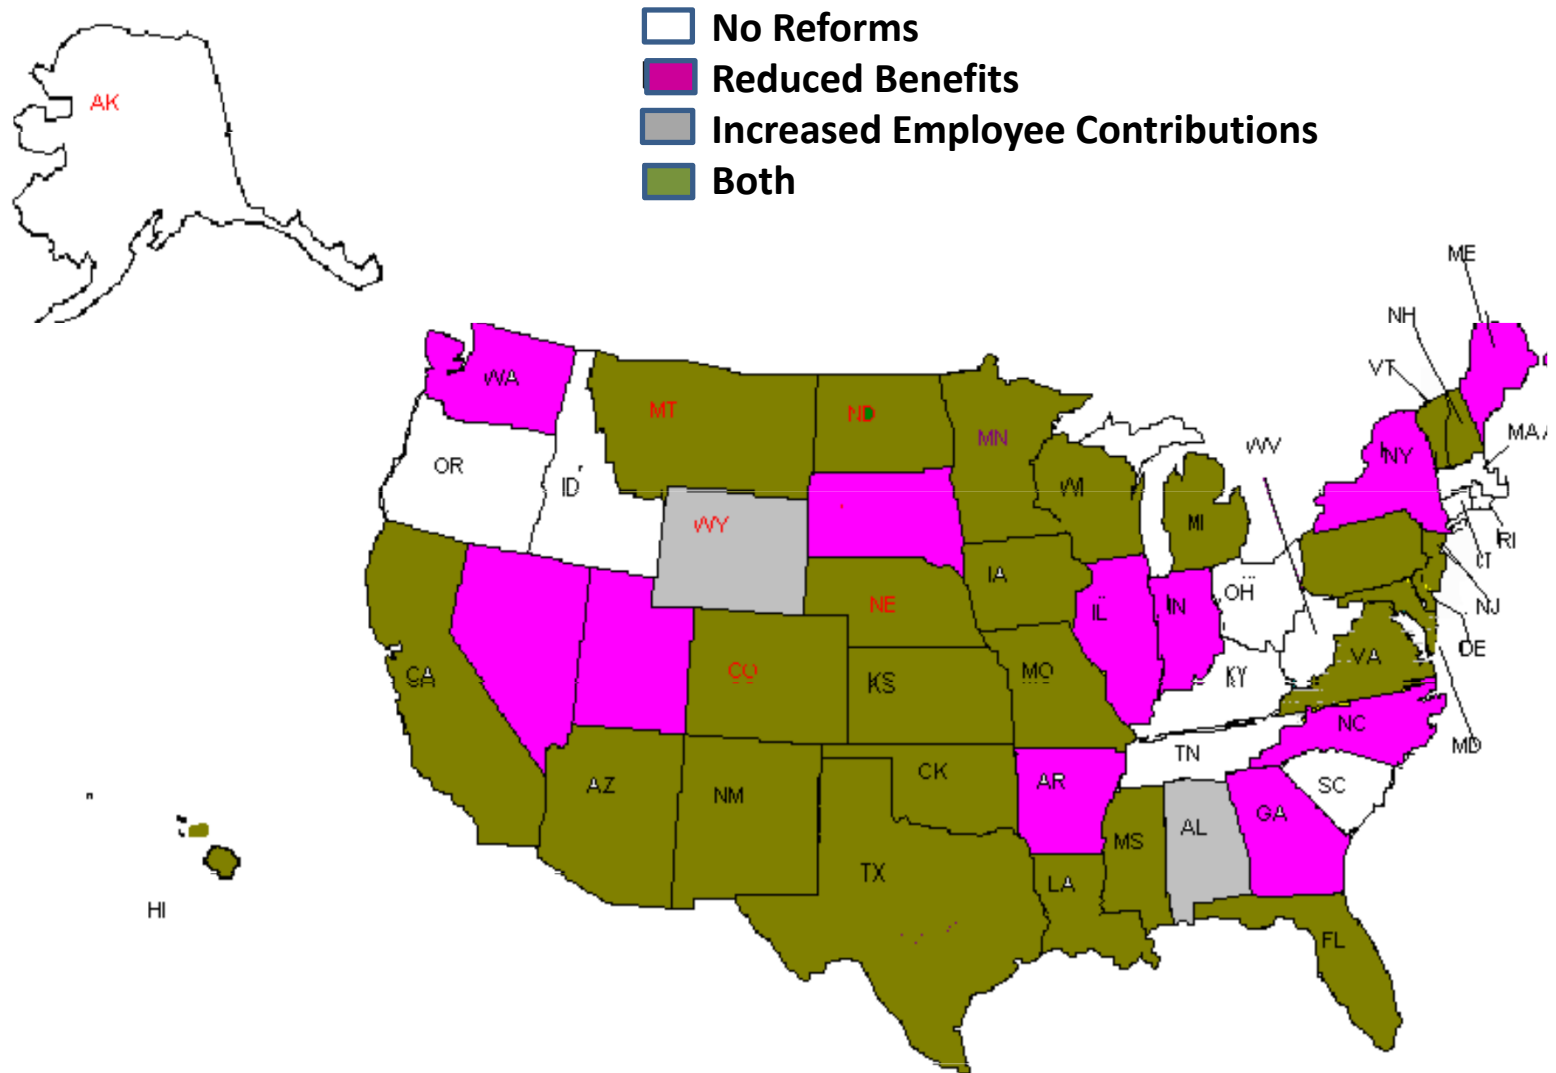 No Reforms
Reduced Benefits
Increased Employee Contributions
Both
AK
ME
NH
VT
MA
WV
WA
MT
ND
MN
NY
OR
ID
WI
MI
WY
RI
CT
IA
OH
NE
IL
IN
NJ
DE
VA
CA
CO
KS
MO
KY
NC
MD
TN
AZ
NM
CK
AR
SC
AL
GA
MS
TX
LA
HI
FL